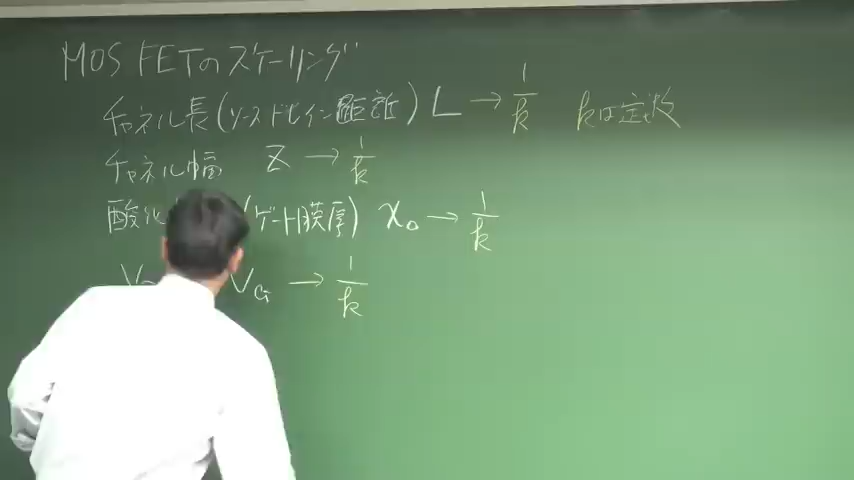 MOS FETのスケーリング
チャネル長(ソースドレイン距離) L → 1/k kは定数
チャネル幅 Z → 1/k
酸化 (ゲート膜厚) x₀ → 1/k
V V_G → 1/k